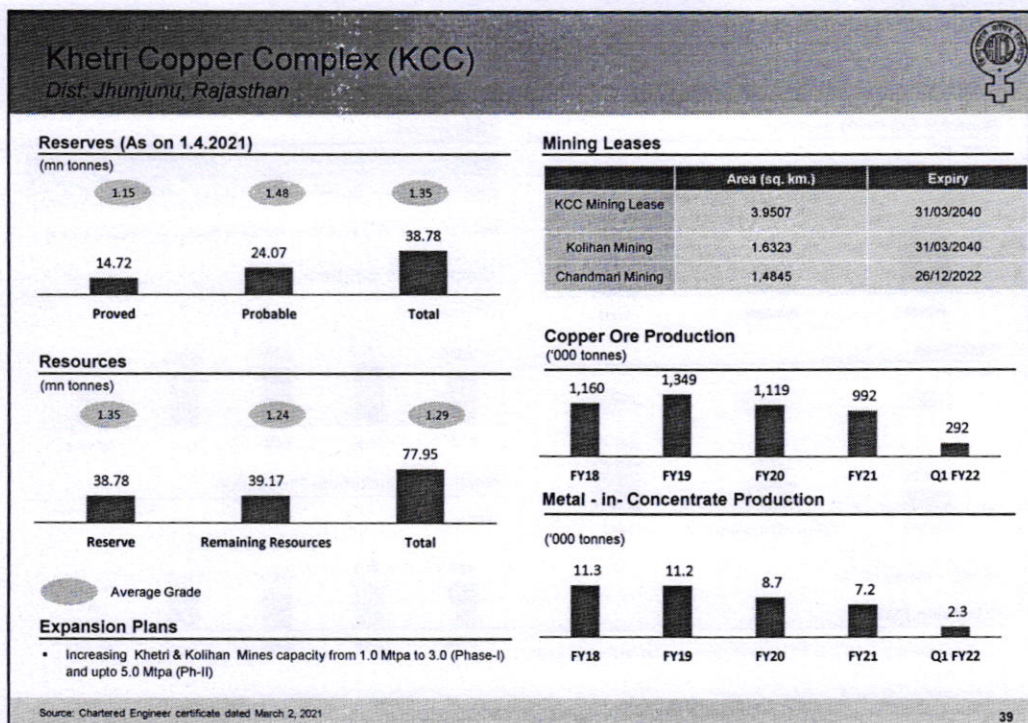 Khetri Copper Complex (KCC)
Dist: Jhunjunu, Rajasthan
Reserves (As on 1.4.2021)
(mn tonnes)
1.15 1.48 1.35
14.72 24.07 38.78
Proved Probable Total
Resources
(mn tonnes)
1.35 1.24 1.29
38.78 39.17 77.95
Reserve Remaining Resources Total
Average Grade
Expansion Plans
• Increasing Khetri & Kolihan Mines capacity from 1.0 Mtpa to 3.0 (Phase-I)
and upto 5.0 Mtpa (Ph-II)
Mining Leases
Area (sq. km.) Expiry
KCC Mining Lease 3.9507 31/03/2040
Kolihan Mining 1.6323 31/03/2040
Chandmari Mining 1.4845 26/12/2022
Copper Ore Production
('000 tonnes)
1,160 1,349 1,119 992 292
FY18 FY19 FY20 FY21 Q1 FY22
Metal - in- Concentrate Production
('000 tonnes)
11.3 11.2 8.7 7.2 2.3
FY18 FY19 FY20 FY21 Q1 FY22
Source: Chartered Engineer certificate dated March 2, 2021
39